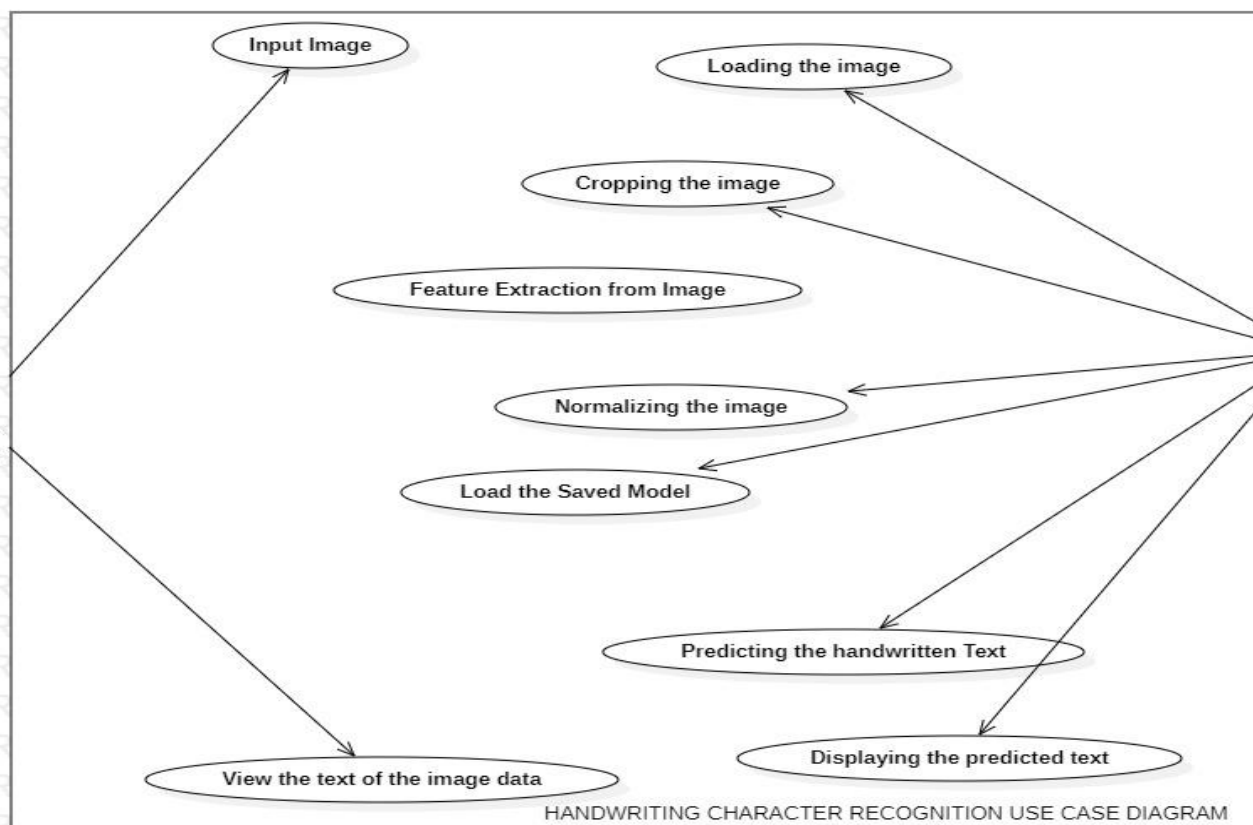 Input Image
Loading the image
Cropping the image
Feature Extraction from Image
Normalizing the image
Load the Saved Model
Predicting the handwritten Text
Displaying the predicted text
View the text of the image data
HANDWRITING CHARACTER RECOGNITION USE CASE DIAGRAM